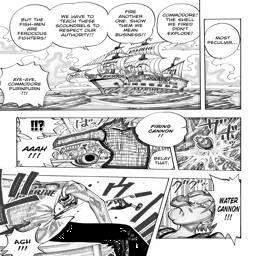 COMMODORE!
THE SHELL
WE FIRED
DIDN'T
EXPLODE?
MOST
PECULIAR...
FIRE
ANOTHER
ONE. SHOW
THEM WE
MEAN
BUSINESS!!
WE HAVE TO
TEACH THESE
SCOUNDRELS TO
RESPECT OUR
AUTHORITY!!
BUT THE
FISH-MEN
ARE
FEROCIOUS
FIGHTERS!
AYE-AYE,
COMMODORE
PURINPURIN
!!!
FIRING
CANNON
!!
BELAY
THAT.
!!?
AAAH
!!!
WATER
CANNON
!!!
ACH
!!!